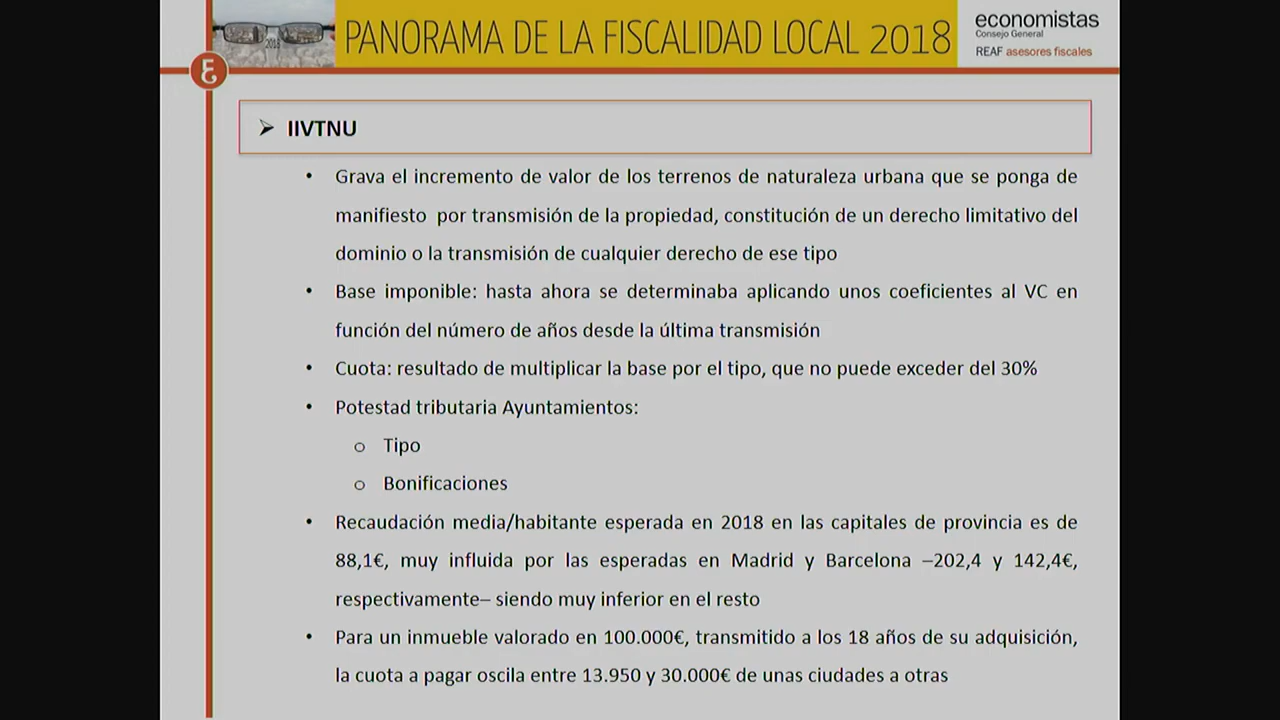 2018
PANORAMA DE LA FISCALIDAD LOCAL 2018
economistas
Consejo General
REAF asesores fiscales
➢ IIVTNU
• Grava el incremento de valor de los terrenos de naturaleza urbana que se ponga de
manifiesto por transmisión de la propiedad, constitución de un derecho limitativo del
dominio o la transmisión de cualquier derecho de ese tipo
• Base imponible: hasta ahora se determinaba aplicando unos coeficientes al VC en
función del número de años desde la última transmisión
• Cuota: resultado de multiplicar la base por el tipo, que no puede exceder del 30%
• Potestad tributaria Ayuntamientos:
o Tipo
o Bonificaciones
• Recaudación media/habitante esperada en 2018 en las capitales de provincia es de
88,1€, muy influida por las esperadas en Madrid y Barcelona –202,4 y 142,4€,
respectivamente– siendo muy inferior en el resto
• Para un inmueble valorado en 100.000€, transmitido a los 18 años de su adquisición,
la cuota a pagar oscila entre 13.950 y 30.000€ de unas ciudades a otras